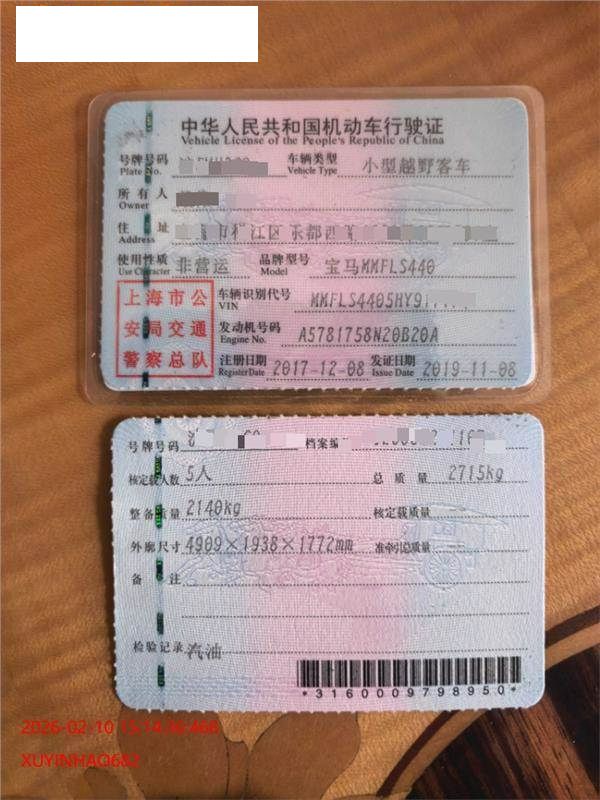 中华人民共和国机动车行驶证
Vehicle License of the People's Republic of China
号牌号码
Plate No.
车辆类型 小型越野客车
Vehicle Type
所有人
Owner
住址 市 江区乐都西
Address
使用性质 非营运
Use Character
品牌型号 宝马MMFLS440
Model
上海市公
安局交通
警察总队
车辆识别代号 MMFLS4405HY91
VIN
发动机号码 A5781758N20B20A
Engine No.
注册日期 2017-12-08
Register Date
发证日期 2019-11-08
Issue Date
号牌号码
档案编
核定载人数 5人
总质量 2715kg
整备质量 2140kg
核定载质量
外廓尺寸 4909×1938×1772mm
准牵引总质量
备注
检验记录 汽油
*3160009798950*
2026-02-10 15:14:36:466
XUYINHAO682